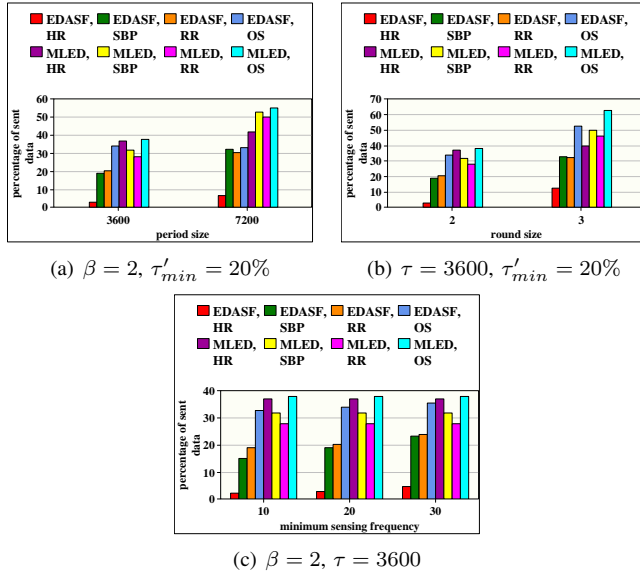 EDASF, HR EDASF, SBP EDASF, RR EDASF, OS
MLED, HR MLED, SBP MLED, RR MLED, OS
percentage of sent data
60
50
40
30
20
10
0
3600 7200
period size
(a) β = 2, τ′min = 20%
EDASF, HR EDASF, SBP EDASF, RR EDASF, OS
MLED, HR MLED, SBP MLED, RR MLED, OS
percentage of sent data
70
60
50
40
30
20
10
0
2 3
round size
(b) τ = 3600, τ′min = 20%
EDASF, HR EDASF, SBP EDASF, RR EDASF, OS
MLED, HR MLED, SBP MLED, RR MLED, OS
percentage of sent data
40
30
20
10
0
10 20 30
minimum sensing frequency
(c) β = 2, τ = 3600